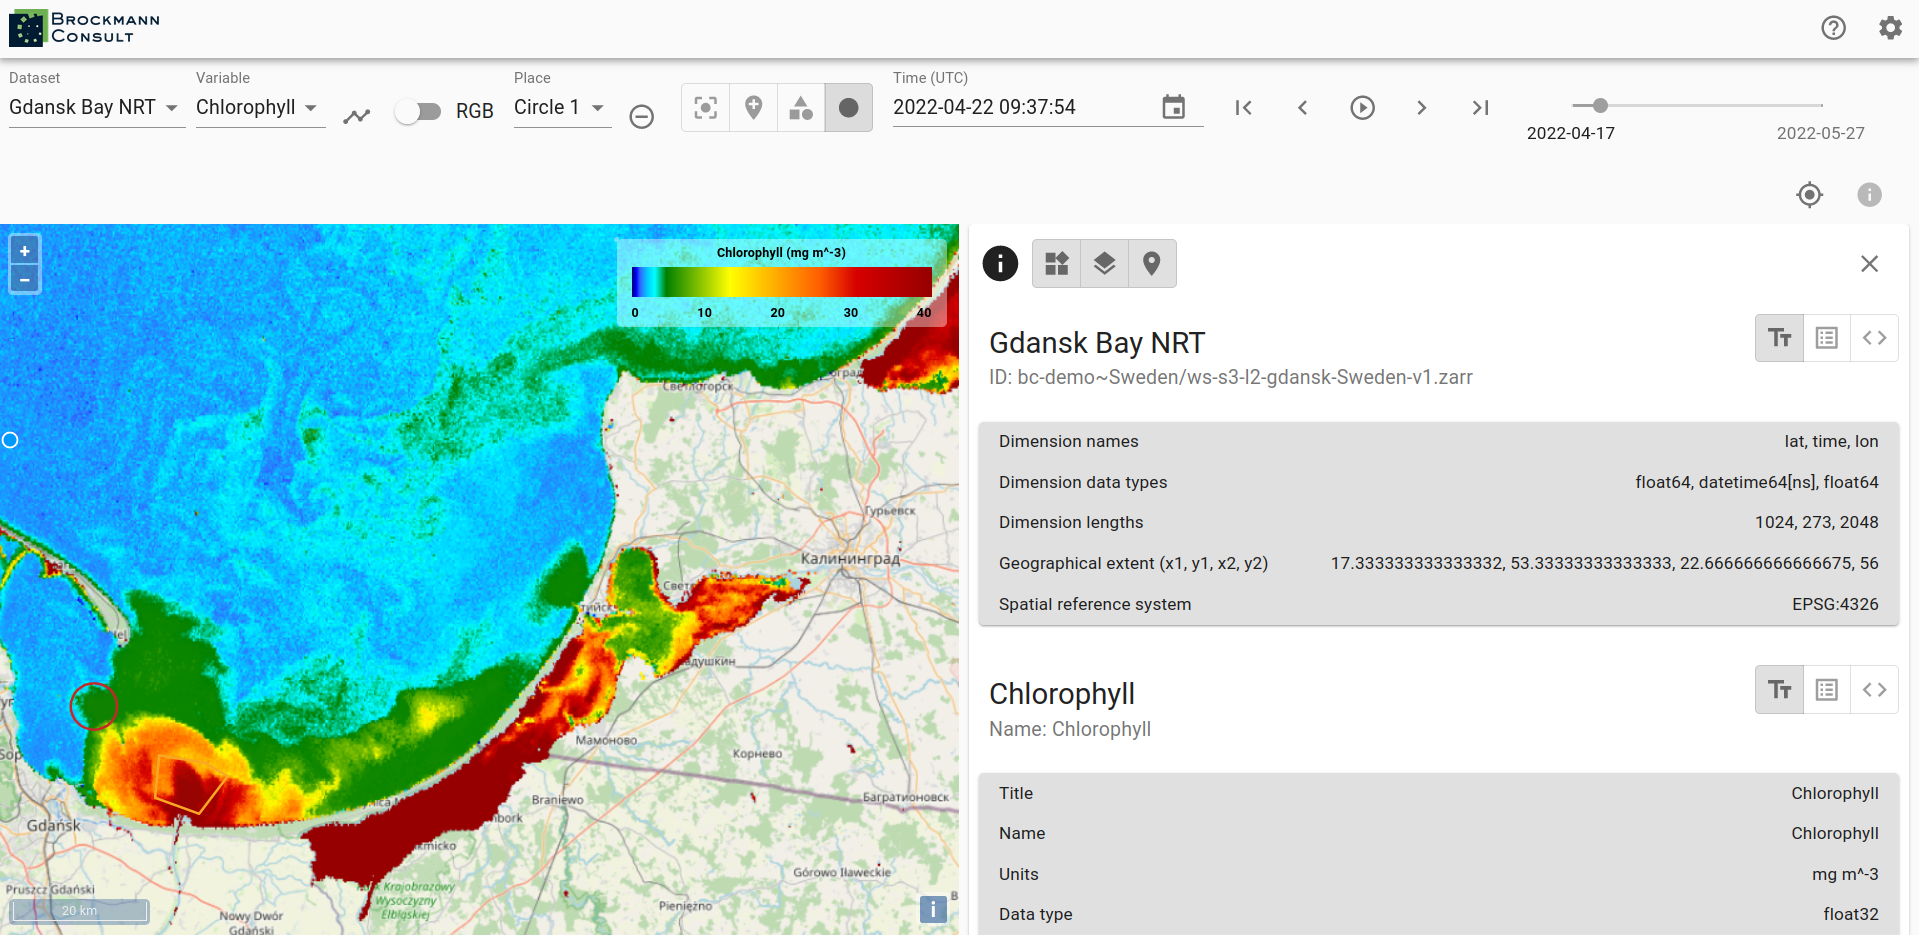 BROCKMANN
CONSULT
Dataset
Variable
Place
Time (UTC)
Gdansk Bay NRT
Chlorophyll
RGB
Circle 1
2022-04-22 09:37:54
2022-04-17
2022-05-27
+
−
Chlorophyll (mg m^-3)
0 10 20 30 40
Светлогорск
Гурьевск
Калининград
Мамоново
Корнево
Braniewo
Багратионовск
Gdańsk
Górowo Iławeckie
Pruszcz Gdański
Krajobrazowy
Wysoczyzny
Elbląskiej
Pieniężno
Nowy Dwór
Gdański
20 km
i
Gdansk Bay NRT
ID: bc-demo~Sweden/ws-s3-l2-gdansk-Sweden-v1.zarr
Dimension names lat, time, lon
Dimension data types float64, datetime64[ns], float64
Dimension lengths 1024, 273, 2048
Geographical extent (x1, y1, x2, y2) 17.333333333333332, 53.33333333333333, 22.666666666666675, 56
Spatial reference system EPSG:4326
Chlorophyll
Name: Chlorophyll
Title Chlorophyll
Name Chlorophyll
Units mg m^-3
Data type float32